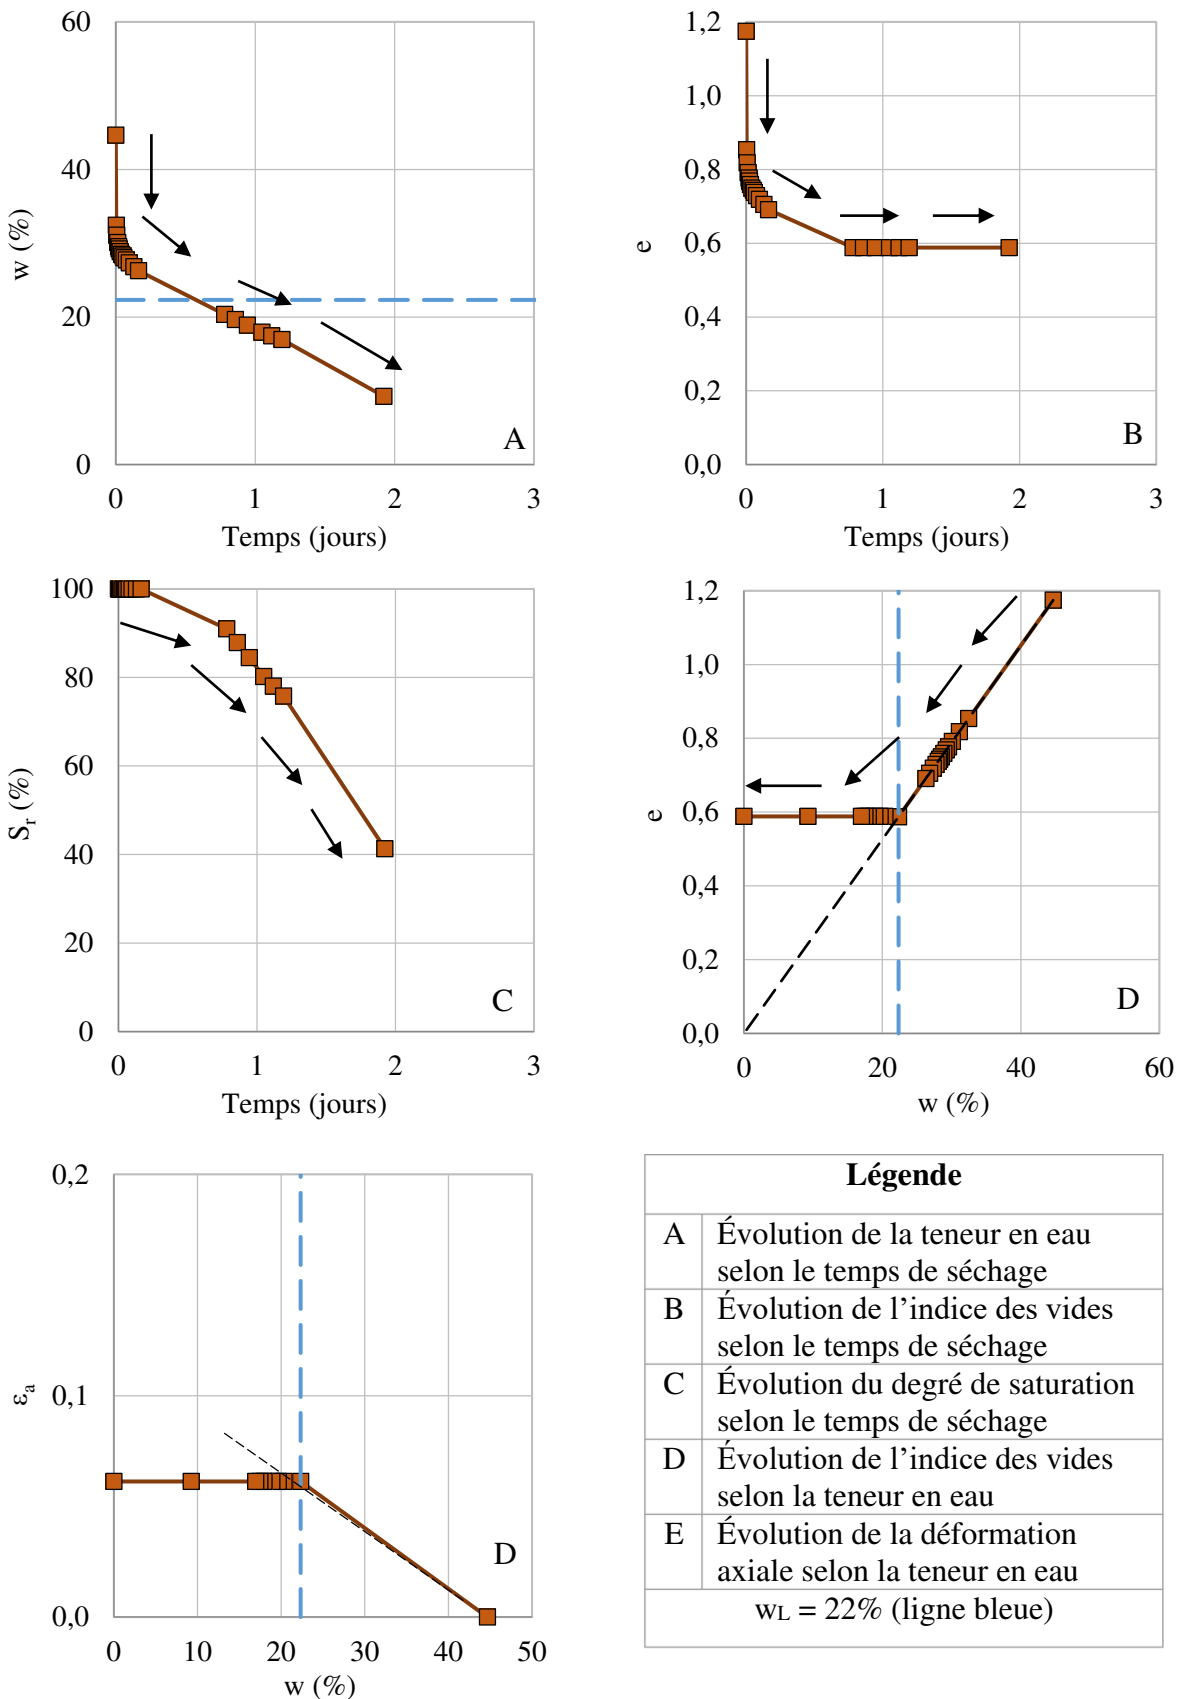 60
40
20
0
w (%)
A
0 1 2 3
Temps (jours)
1,2
1,0
0,8
0,6
0,4
0,2
0,0
e
B
0 1 2 3
Temps (jours)
100
80
60
40
20
0
Sr (%)
C
0 1 2 3
Temps (jours)
1,2
1,0
0,8
0,6
0,4
0,2
0,0
e
D
0 20 40 60
w (%)
0,2
0,1
0,0
εa
D
0 10 20 30 40 50
w (%)
Légende
A Évolution de la teneur en eau
selon le temps de séchage
B Évolution de l’indice des vides
selon le temps de séchage
C Évolution du degré de saturation
selon le temps de séchage
D Évolution de l’indice des vides
selon la teneur en eau
E Évolution de la déformation
axiale selon la teneur en eau
wL = 22% (ligne bleue)